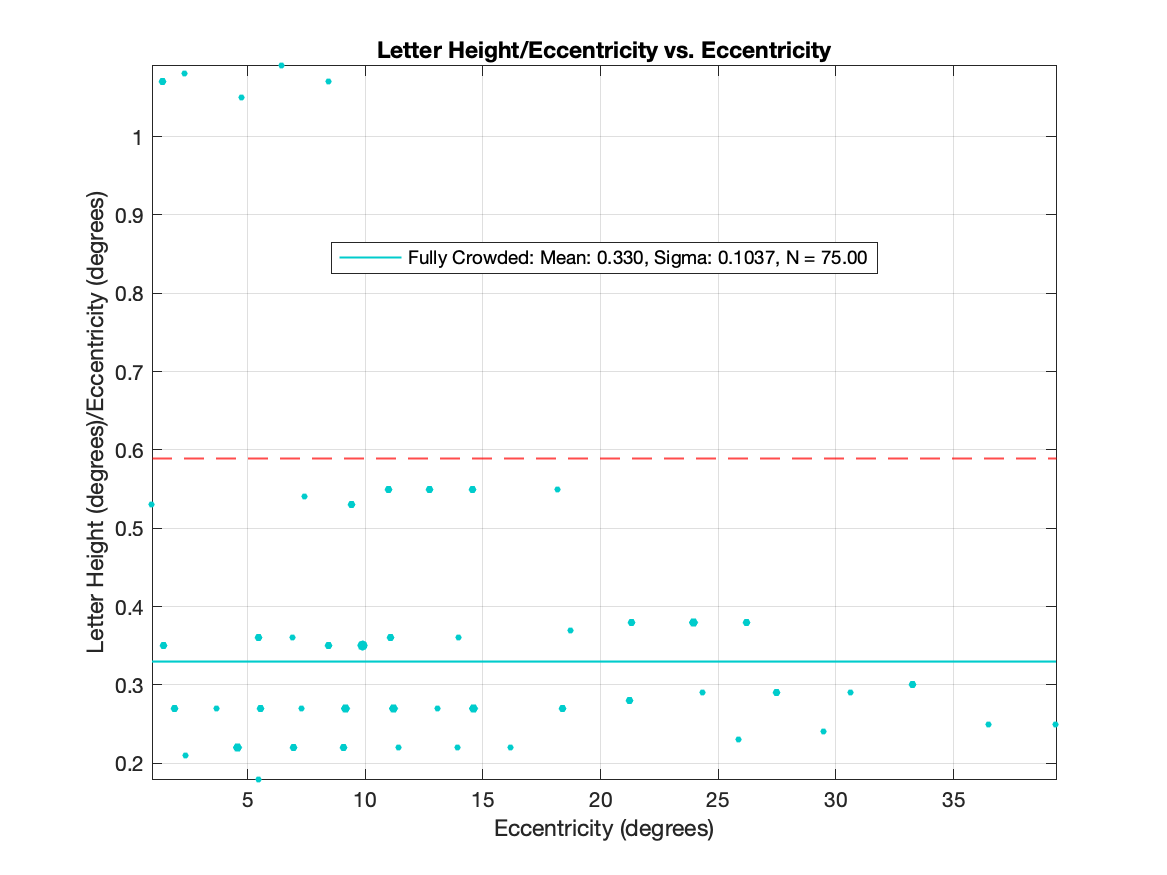 Letter Height/Eccentricity vs. Eccentricity
1
0.9
Fully Crowded: Mean: 0.330, Sigma: 0.1037, N = 75.00
0.8
0.7
0.6
0.5
0.4
0.3
0.2
Letter Height (degrees)/Eccentricity (degrees)
5 10 15 20 25 30 35
Eccentricity (degrees)